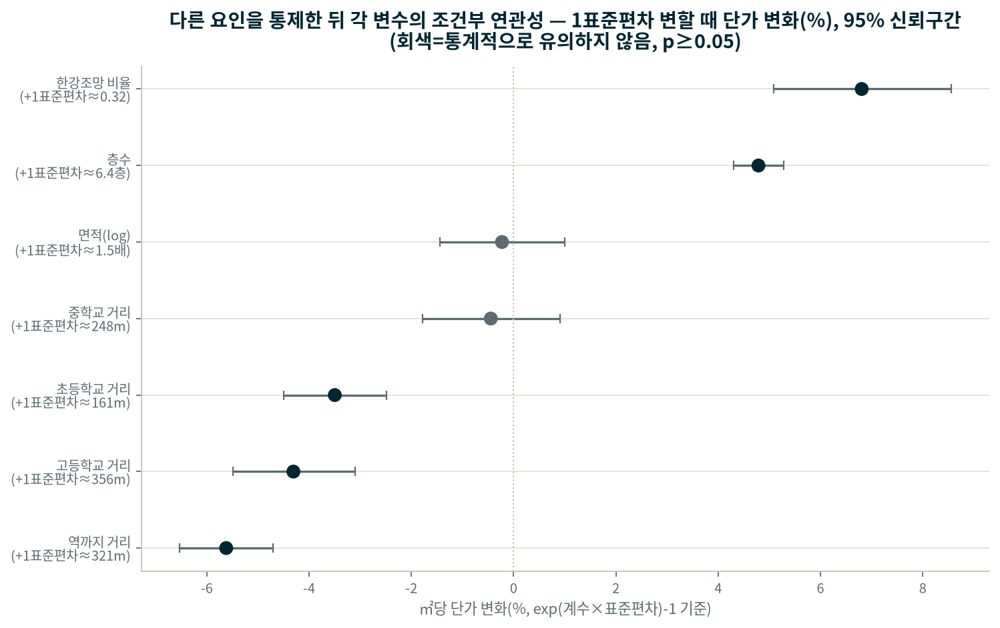 다른 요인을 통제한 뒤 각 변수의 조건부 연관성 — 1표준편차 변할 때 단가 변화(%), 95% 신뢰구간
(회색=통계적으로 유의하지 않음, p≥0.05)
한강조망 비율
(+1표준편차≈0.32)
층수
(+1표준편차≈6.4층)
면적(log)
(+1표준편차≈1.5배)
중학교 거리
(+1표준편차≈248m)
초등학교 거리
(+1표준편차≈161m)
고등학교 거리
(+1표준편차≈356m)
역까지 거리
(+1표준편차≈321m)
-6 -4 -2 0 2 4 6 8
㎡당 단가 변화(%, exp(계수×표준편차)-1 기준)